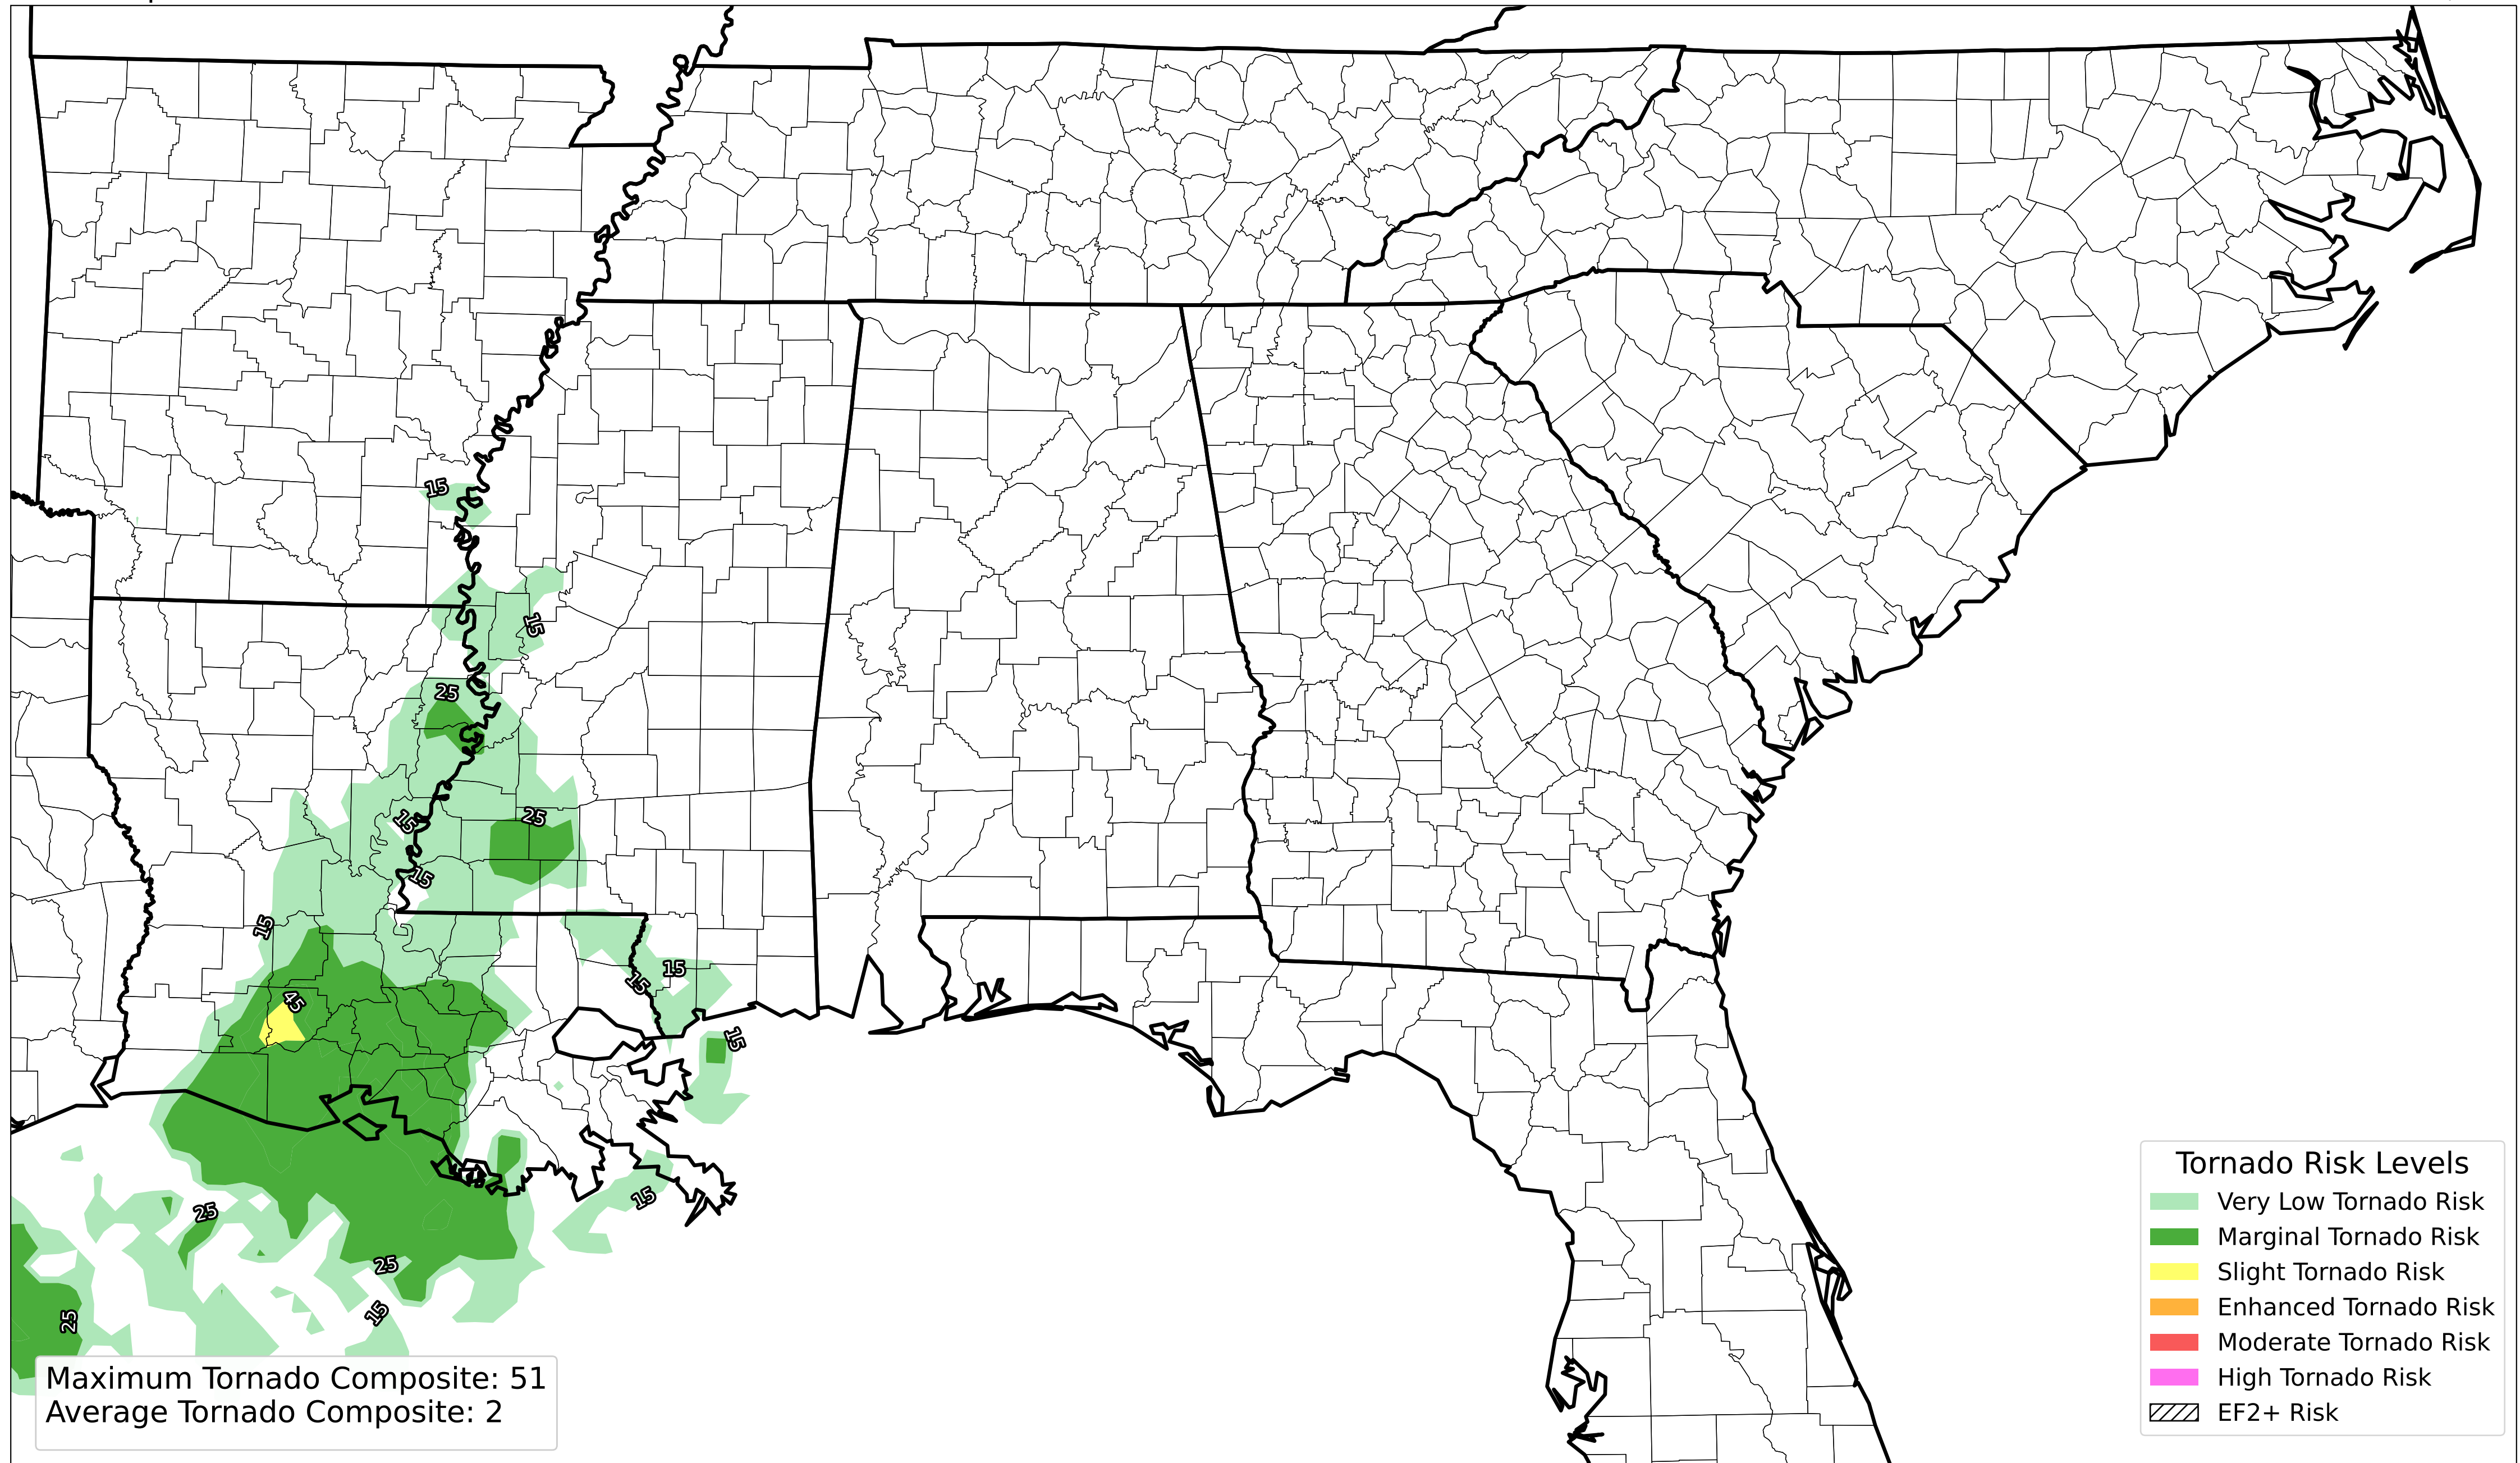 15
15
25
25
15
15
15
15
15
45
15
25
15
25
25
15
Maximum Tornado Composite: 51
Average Tornado Composite: 2
Tornado Risk Levels
Very Low Tornado Risk
Marginal Tornado Risk
Slight Tornado Risk
Enhanced Tornado Risk
Moderate Tornado Risk
High Tornado Risk
EF2+ Risk